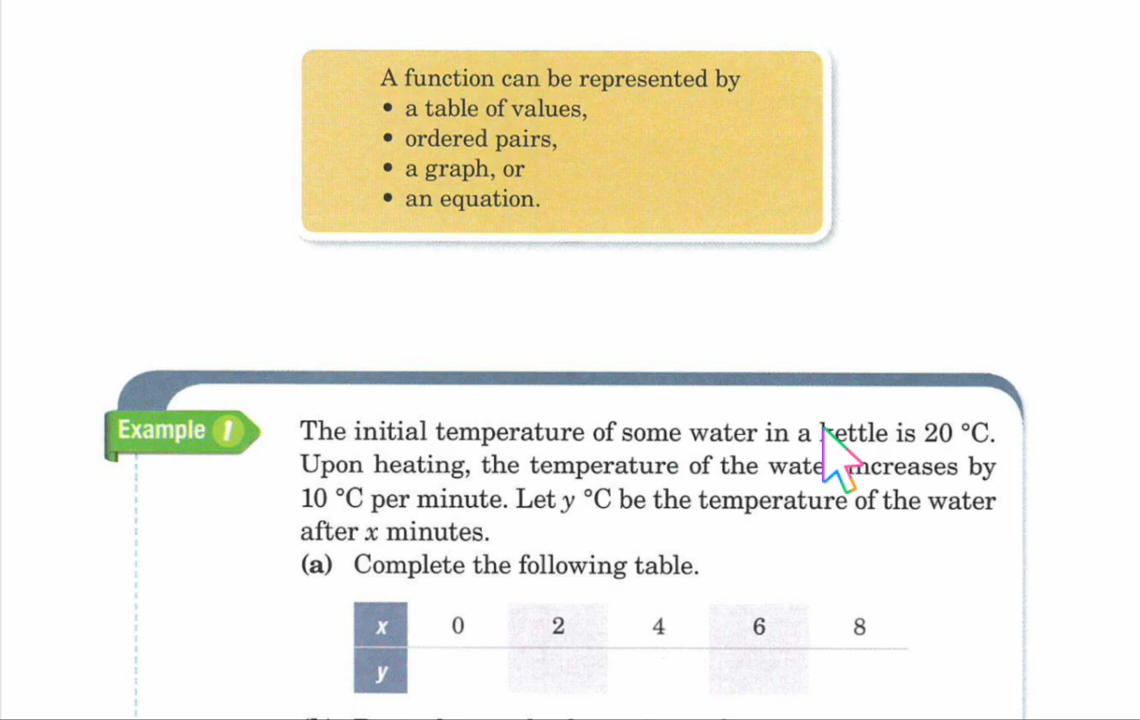 A function can be represented by
• a table of values,
• ordered pairs,
• a graph, or
• an equation.
Example 1
The initial temperature of some water in a kettle is 20 °C.
Upon heating, the temperature of the water increases by
10 °C per minute. Let y °C be the temperature of the water
after x minutes.
(a) Complete the following table.
x 0 2 4 6 8
y